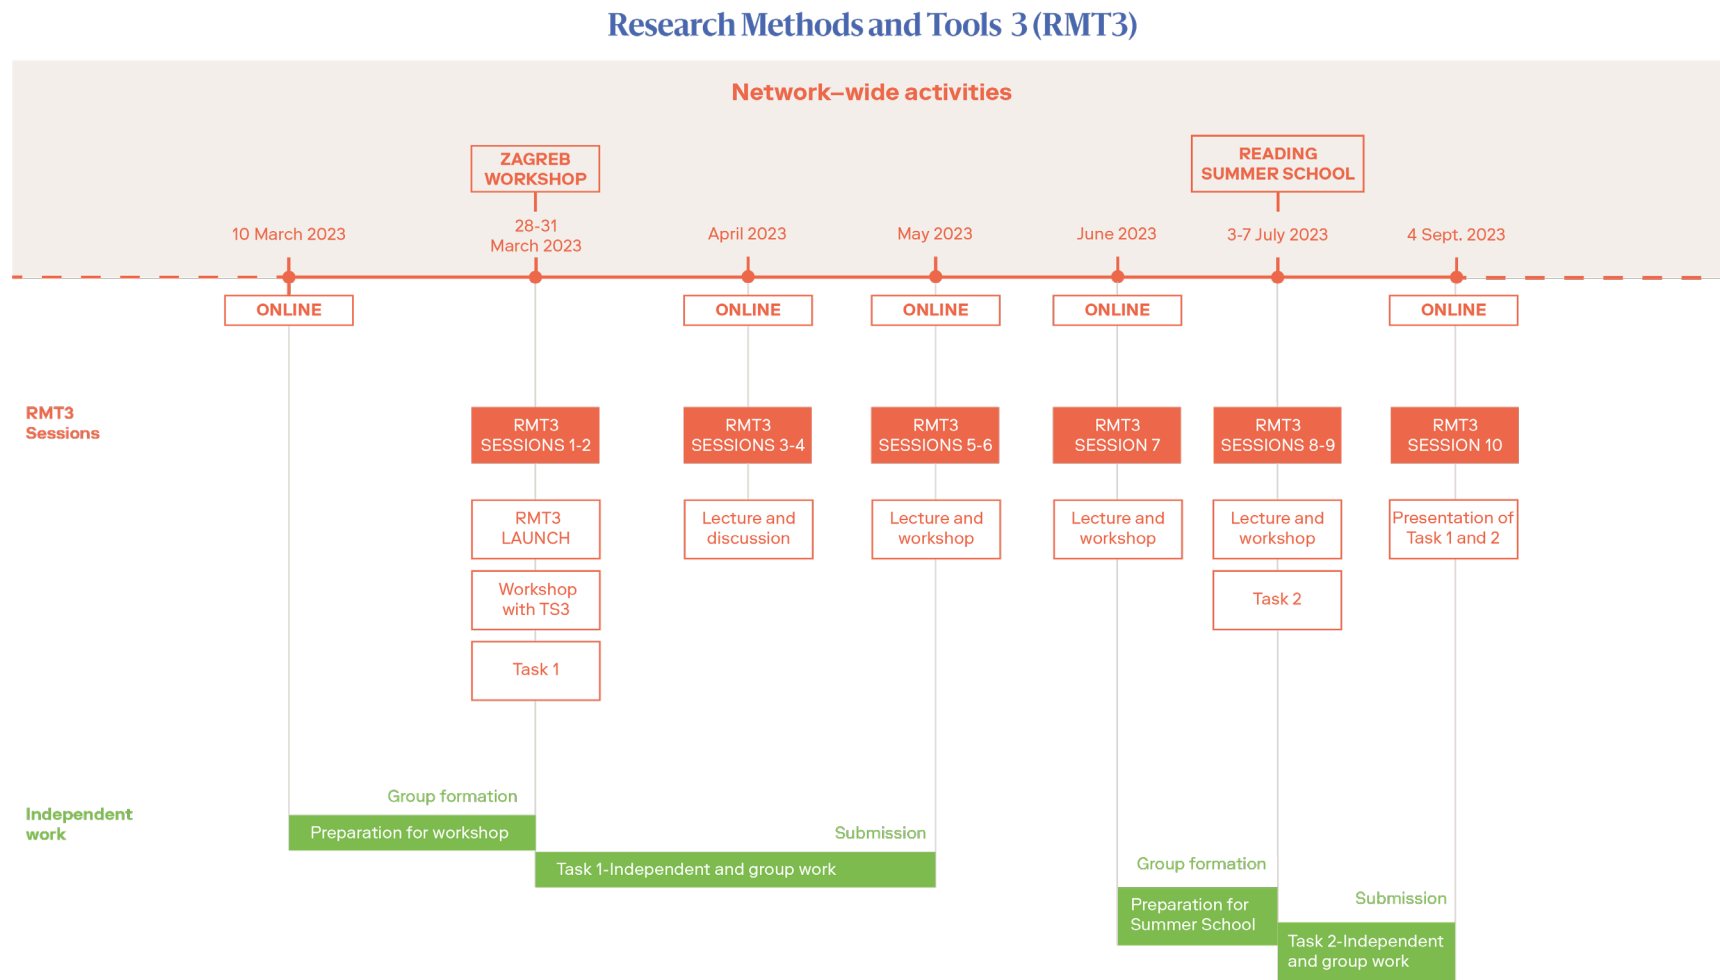 Research Methods and Tools 3 (RMT3)
Network–wide activities
ZAGREB
WORKSHOP
READING
SUMMER SCHOOL
10 March 2023
28-31
March 2023
April 2023
May 2023
June 2023
3-7 July 2023
4 Sept. 2023
ONLINE
ONLINE
ONLINE
ONLINE
ONLINE
RMT3
Sessions
RMT3
SESSIONS 1-2
RMT3
SESSIONS 3-4
RMT3
SESSIONS 5-6
RMT3
SESSION 7
RMT3
SESSIONS 8-9
RMT3
SESSION 10
RMT3
LAUNCH
Lecture and
discussion
Lecture and
workshop
Lecture and
workshop
Lecture and
workshop
Presentation of
Task 1 and 2
Workshop
with TS3
Task 2
Task 1
Independent
work
Group formation
Preparation for workshop
Submission
Task 1-Independent and group work
Group formation
Preparation for
Summer School
Submission
Task 2-Independent
and group work